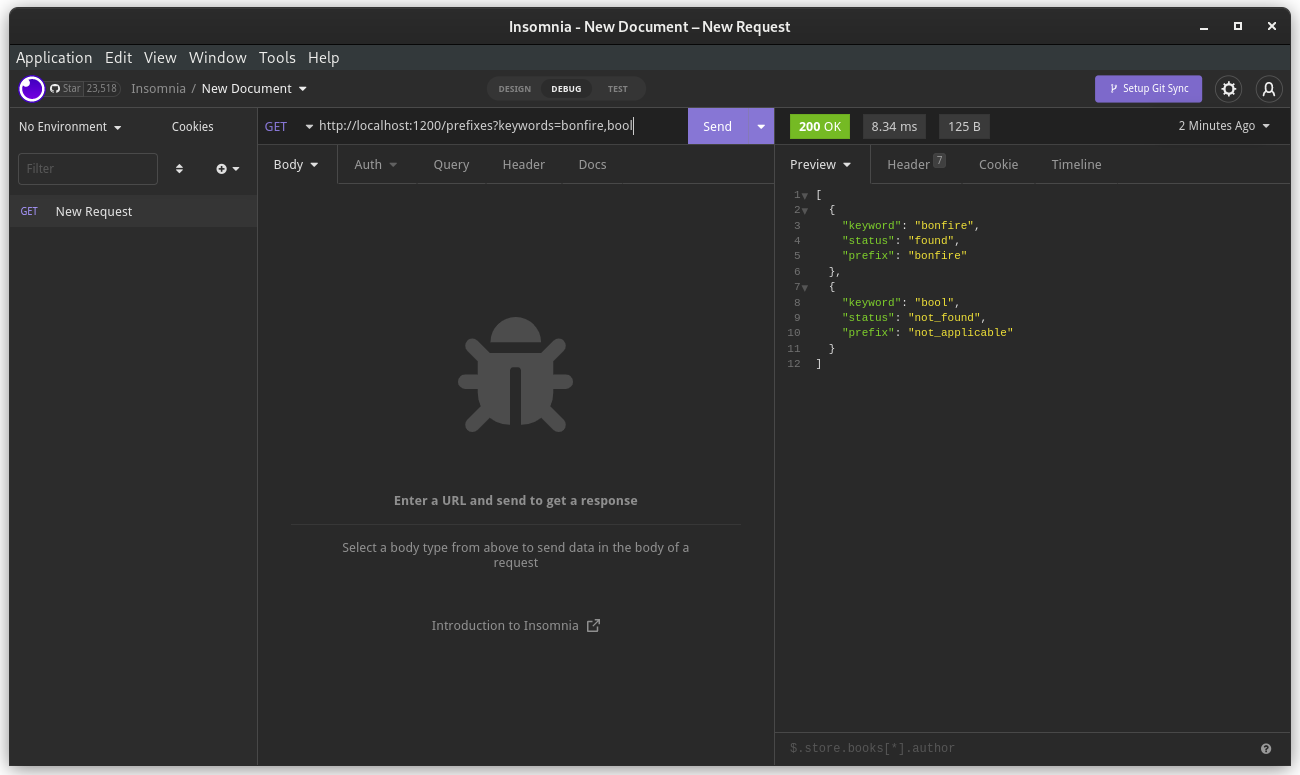 Insomnia - New Document – New Request
Application Edit View Window Tools Help
Star 23,518 Insomnia / New Document DESIGN DEBUG TEST Setup Git Sync
No Environment Cookies
Filter
GET New Request
GET http://localhost:1200/prefixes?keywords=bonfire,bool Send
Body Auth Query Header Docs
Enter a URL and send to get a response
Select a body type from above to send data in the body of a
request
Introduction to Insomnia
200 OK 8.34 ms 125 B 2 Minutes Ago
Preview Header 7 Cookie Timeline
1 [
2 {
3 "keyword": "bonfire",
4 "status": "found",
5 "prefix": "bonfire"
6 },
7 {
8 "keyword": "bool",
9 "status": "not_found",
10 "prefix": "not_applicable"
11 }
12 ]
$.store.books[*].author